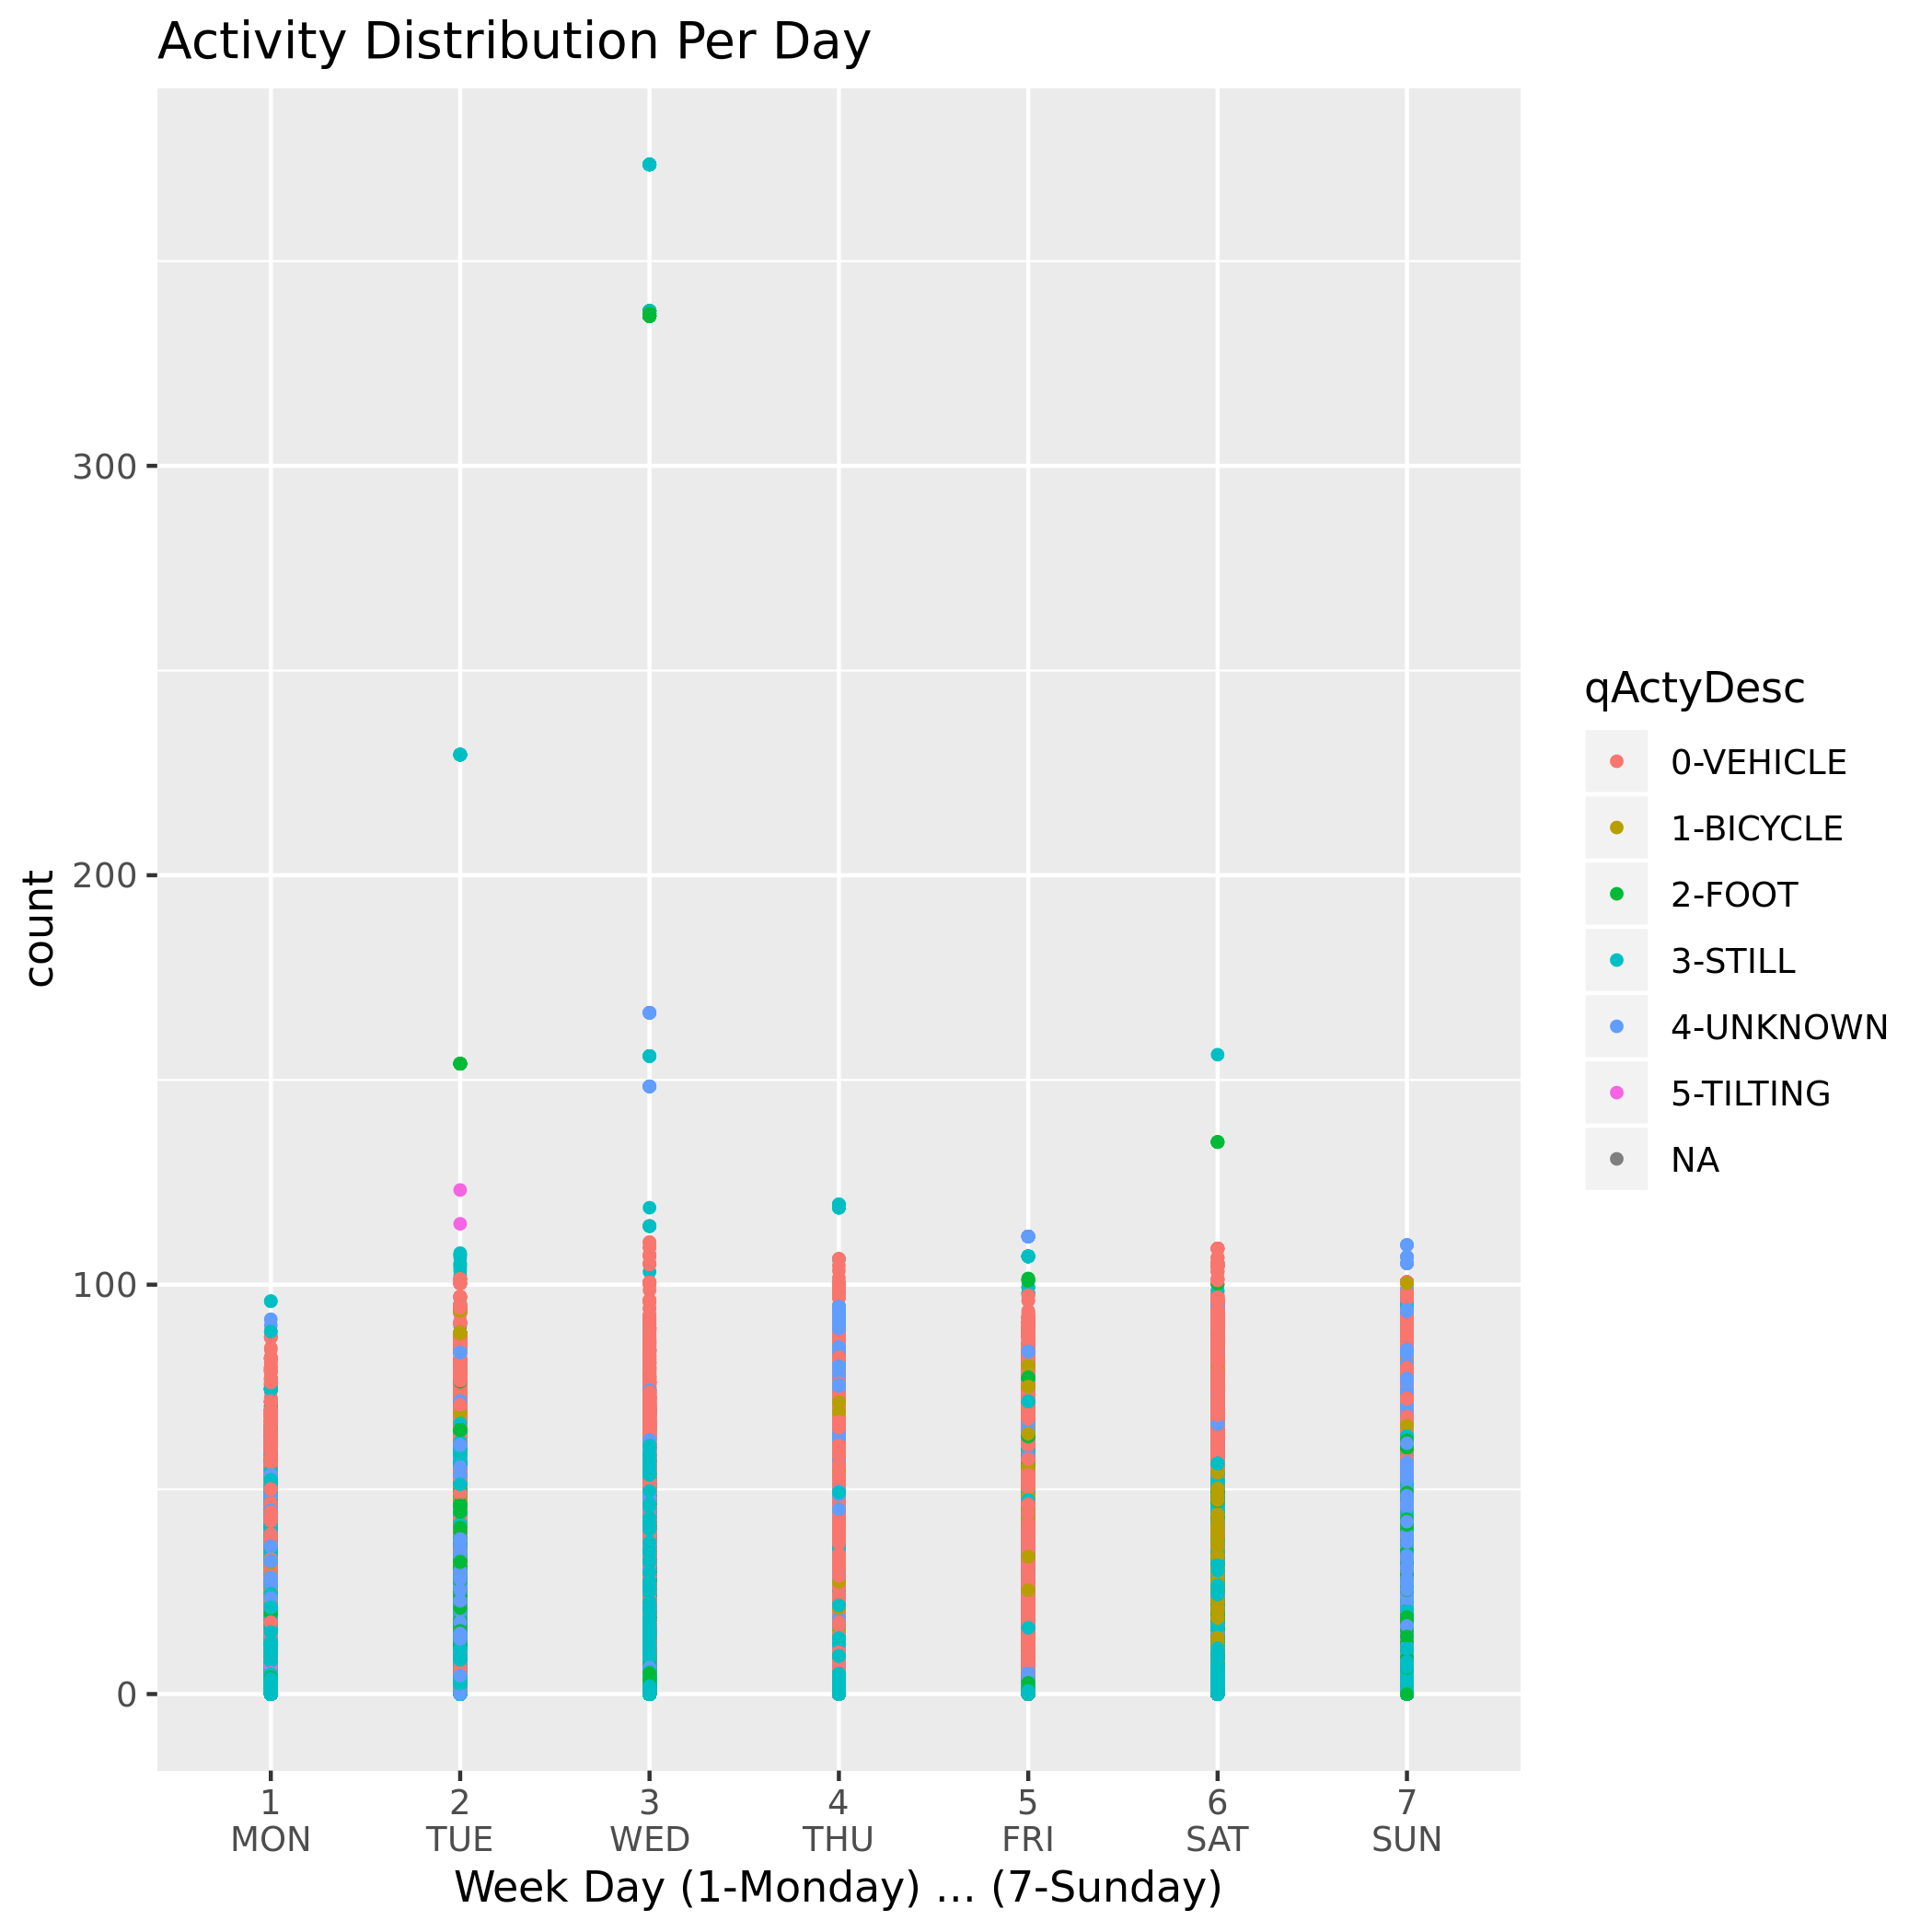 Activity Distribution Per Day
count
300
200
100
0
1 2 3 4 5 6 7
MON TUE WED THU FRI SAT SUN
Week Day (1-Monday) ... (7-Sunday)
qActyDesc
0-VEHICLE
1-BICYCLE
2-FOOT
3-STILL
4-UNKNOWN
5-TILTING
NA